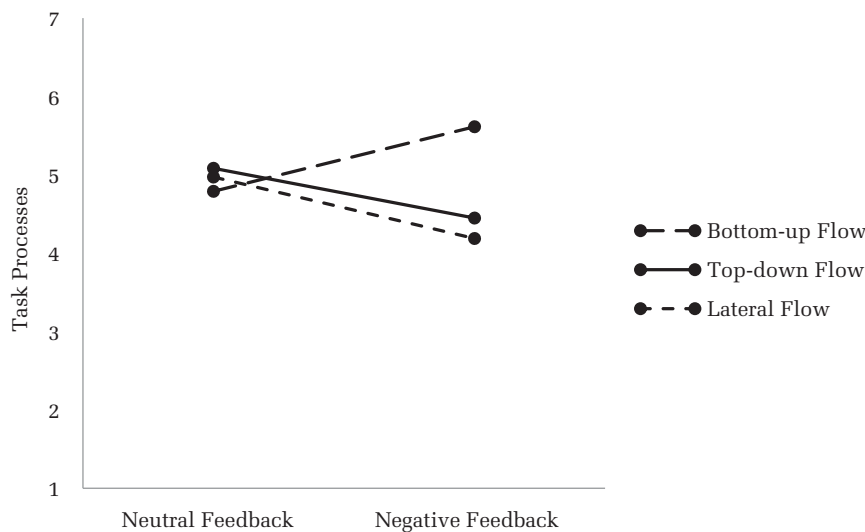 7
6
5
4
3
2
1
Task Processes
Neutral Feedback
Negative Feedback
Bottom-up Flow
Top-down Flow
Lateral Flow